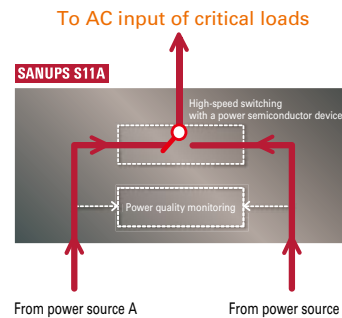 To AC input of critical loads
SANUPS S11A
High-speed switching
with a power semiconductor device
Power quality monitoring
From power source A
From power source